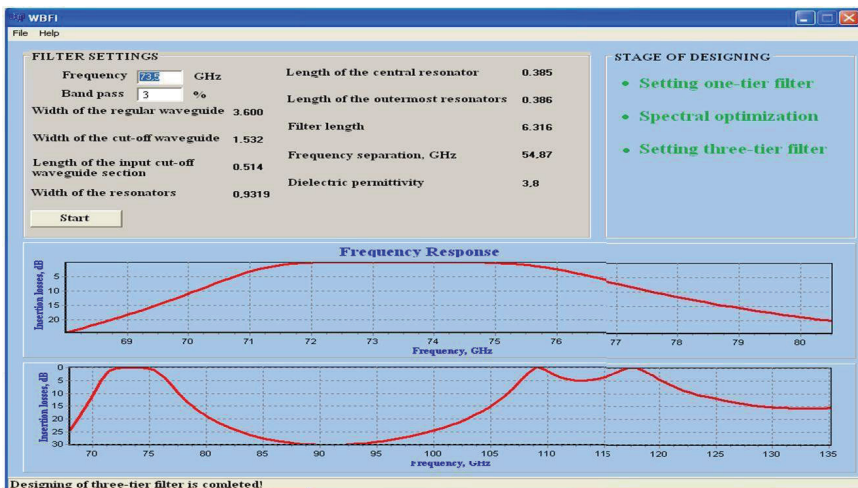 WBFI
File Help
FILTER SETTINGS
Frequency 73.5 GHz
Band pass 3 %
Width of the regular waveguide 3.600
Width of the cut-off waveguide 1.532
Length of the input cut-off
waveguide section 0.514
Width of the resonators 0,9319
Start
Length of the central resonator 0.385
Length of the outermost resonators 0.386
Filter length 6.316
Frequency separation, GHz 54,87
Dielectric permittivity 3,8
STAGE OF DESIGNING
• Setting one-tier filter
• Spectral optimization
• Setting three-tier filter
Frequency Response
Insertion losses, dB
5
10
15
20
69 70 71 72 73 74 75 76 77 78 79 80
Frequency, GHz
Insertion losses, dB
0
5
10
15
20
25
30
70 75 80 85 90 95 100 105 110 115 120 125 130 135
Frequency, GHz
Designing of three-tier filter is comleted!